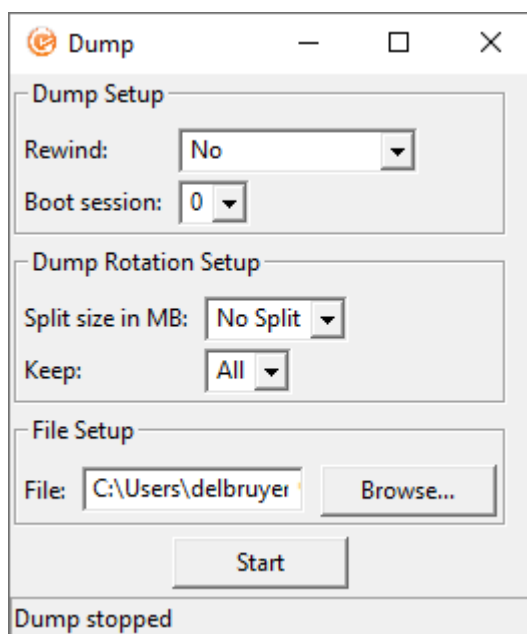 Dump
Dump Setup
Rewind: No
Boot session: 0
Dump Rotation Setup
Split size in MB: No Split
Keep: All
File Setup
File: C:\Users\delbruyer Browse...
Start
Dump stopped